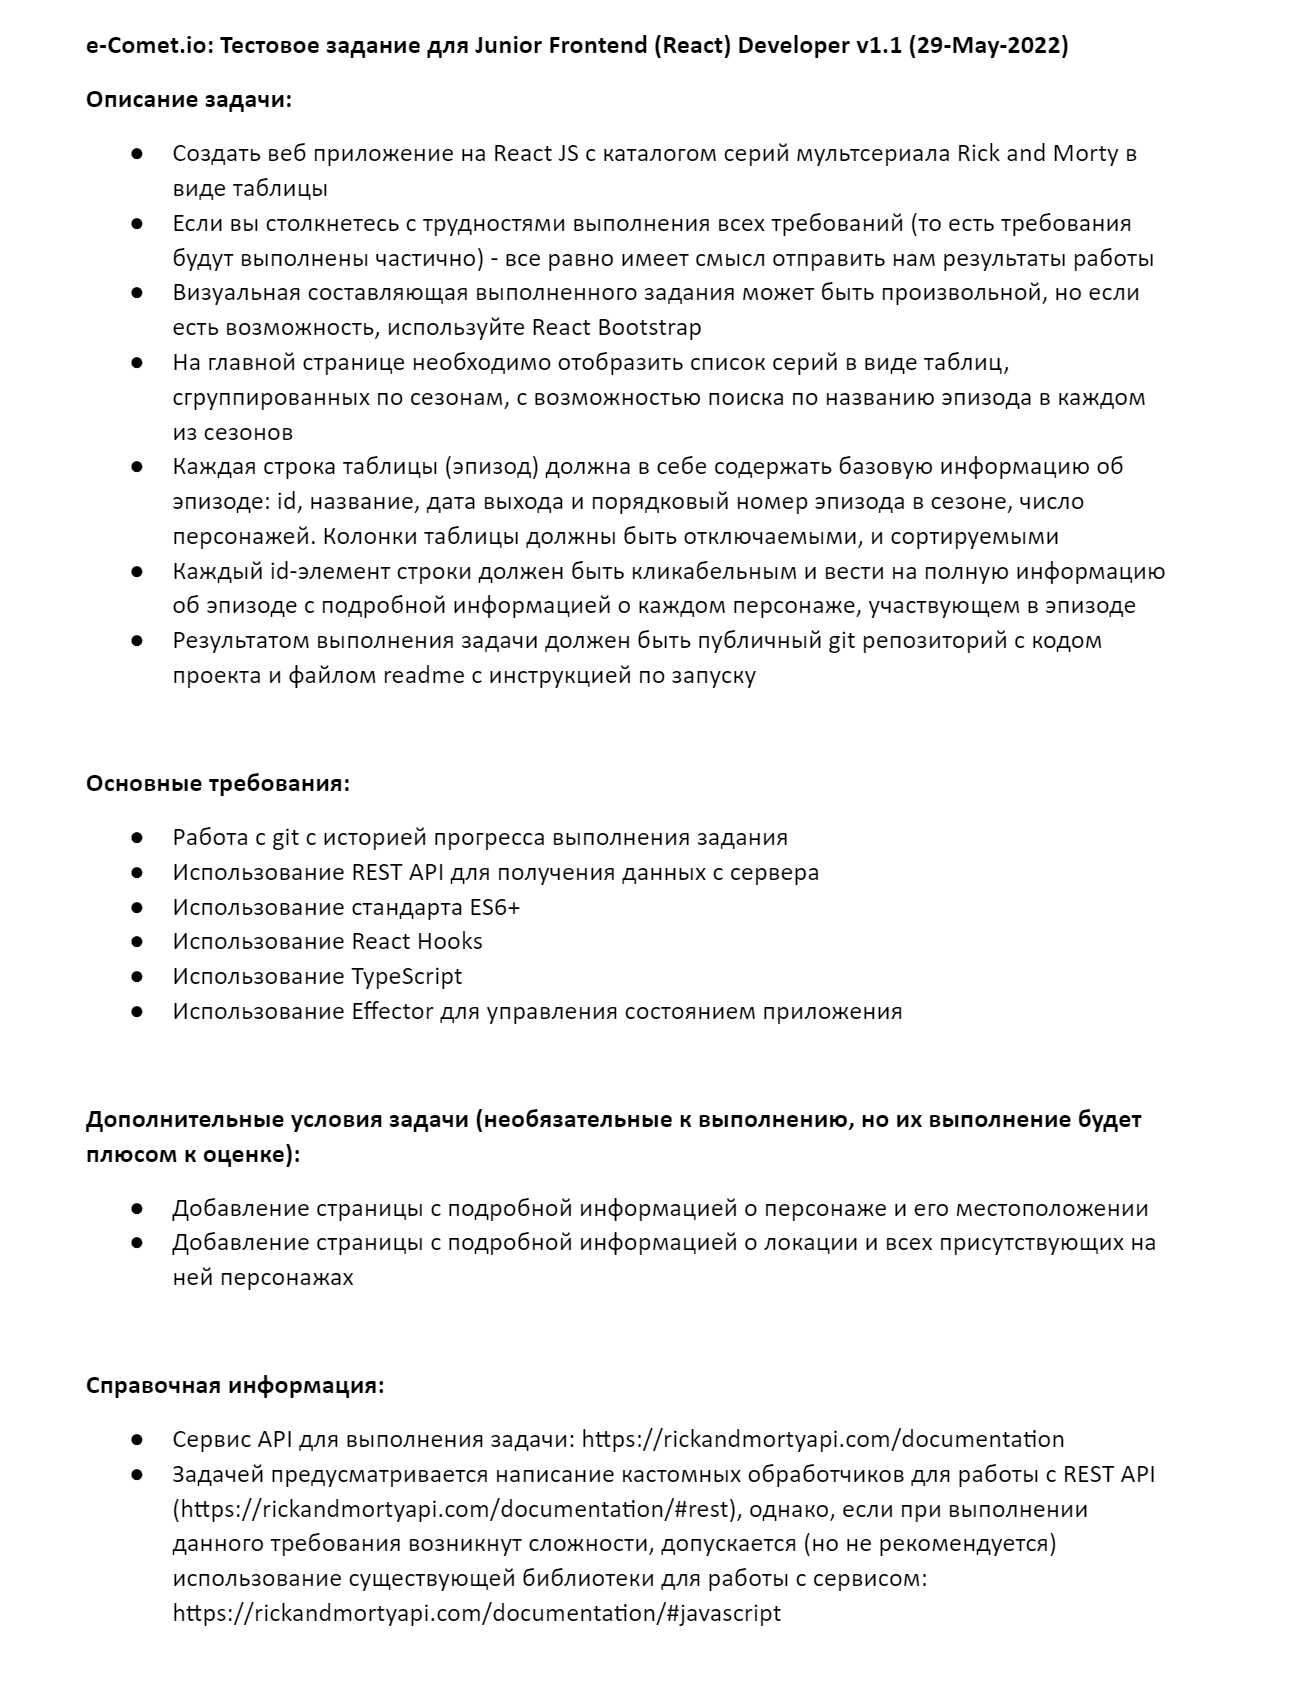 e-Comet.io: Тестовое задание для Junior Frontend (React) Developer v1.1 (29-May-2022)
Описание задачи:
● Создать веб приложение на React JS с каталогом серий мультсериала Rick and Morty в
виде таблицы
● Если вы столкнетесь с трудностями выполнения всех требований (то есть требования
будут выполнены частично) - все равно имеет смысл отправить нам результаты работы
● Визуальная составляющая выполненного задания может быть произвольной, но если
есть возможность, используйте React Bootstrap
● На главной странице необходимо отобразить список серий в виде таблиц,
сгруппированных по сезонам, с возможностью поиска по названию эпизода в каждом
из сезонов
● Каждая строка таблицы (эпизод) должна в себе содержать базовую информацию об
эпизоде: id, название, дата выхода и порядковый номер эпизода в сезоне, число
персонажей. Колонки таблицы должны быть отключаемыми, и сортируемыми
● Каждый id-элемент строки должен быть кликабельным и вести на полную информацию
об эпизоде с подробной информацией о каждом персонаже, участвующем в эпизоде
● Результатом выполнения задачи должен быть публичный git репозиторий с кодом
проекта и файлом readme с инструкцией по запуску
Основные требования:
● Работа с git с историей прогресса выполнения задания
● Использование REST API для получения данных с сервера
● Использование стандарта ES6+
● Использование React Hooks
● Использование TypeScript
● Использование Effector для управления состоянием приложения
Дополнительные условия задачи (необязательные к выполнению, но их выполнение будет
плюсом к оценке):
● Добавление страницы с подробной информацией о персонаже и его местоположении
● Добавление страницы с подробной информацией о локации и всех присутствующих на
ней персонажах
Справочная информация:
● Сервис API для выполнения задачи: https://rickandmortyapi.com/documentation
● Задачей предусматривается написание кастомных обработчиков для работы с REST API
(https://rickandmortyapi.com/documentation/#rest), однако, если при выполнении
данного требования возникнут сложности, допускается (но не рекомендуется)
использование существующей библиотеки для работы с сервисом:
https://rickandmortyapi.com/documentation/#javascript